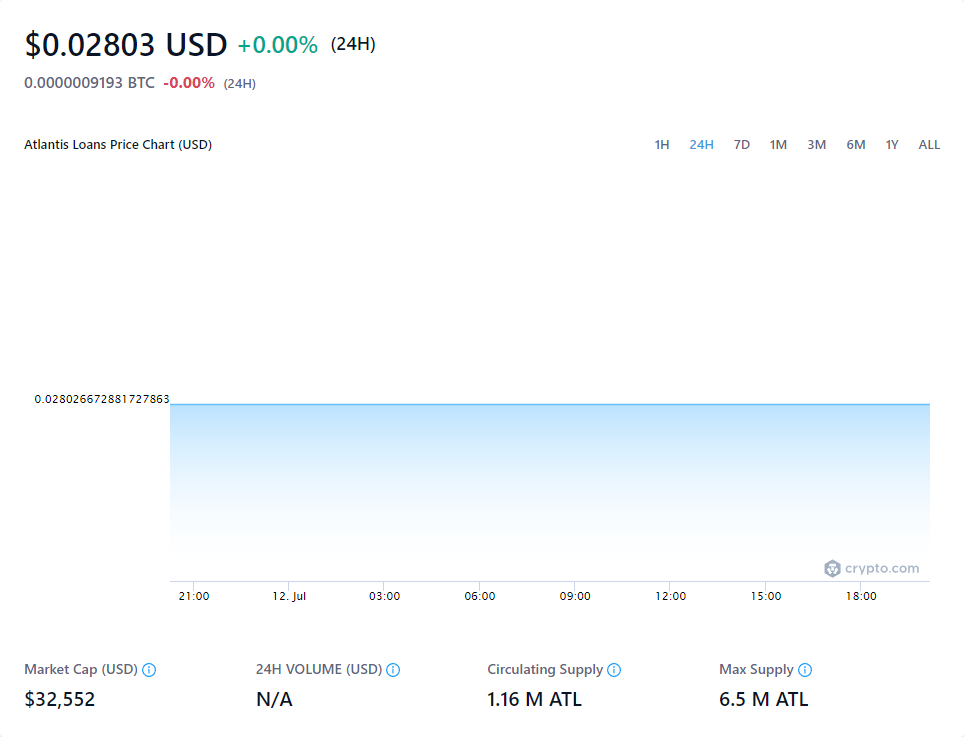 $0.02803 USD +0.00% (24H)
0.0000009193 BTC -0.00% (24H)
Atlantis Loans Price Chart (USD) 1H 24H 7D 1M 3M 6M 1Y ALL
0.028026672881727863
crypto.com
21:00 12. Jul 03:00 06:00 09:00 12:00 15:00 18:00
Market Cap (USD) 24H VOLUME (USD) Circulating Supply Max Supply
$32,552 N/A 1.16 M ATL 6.5 M ATL